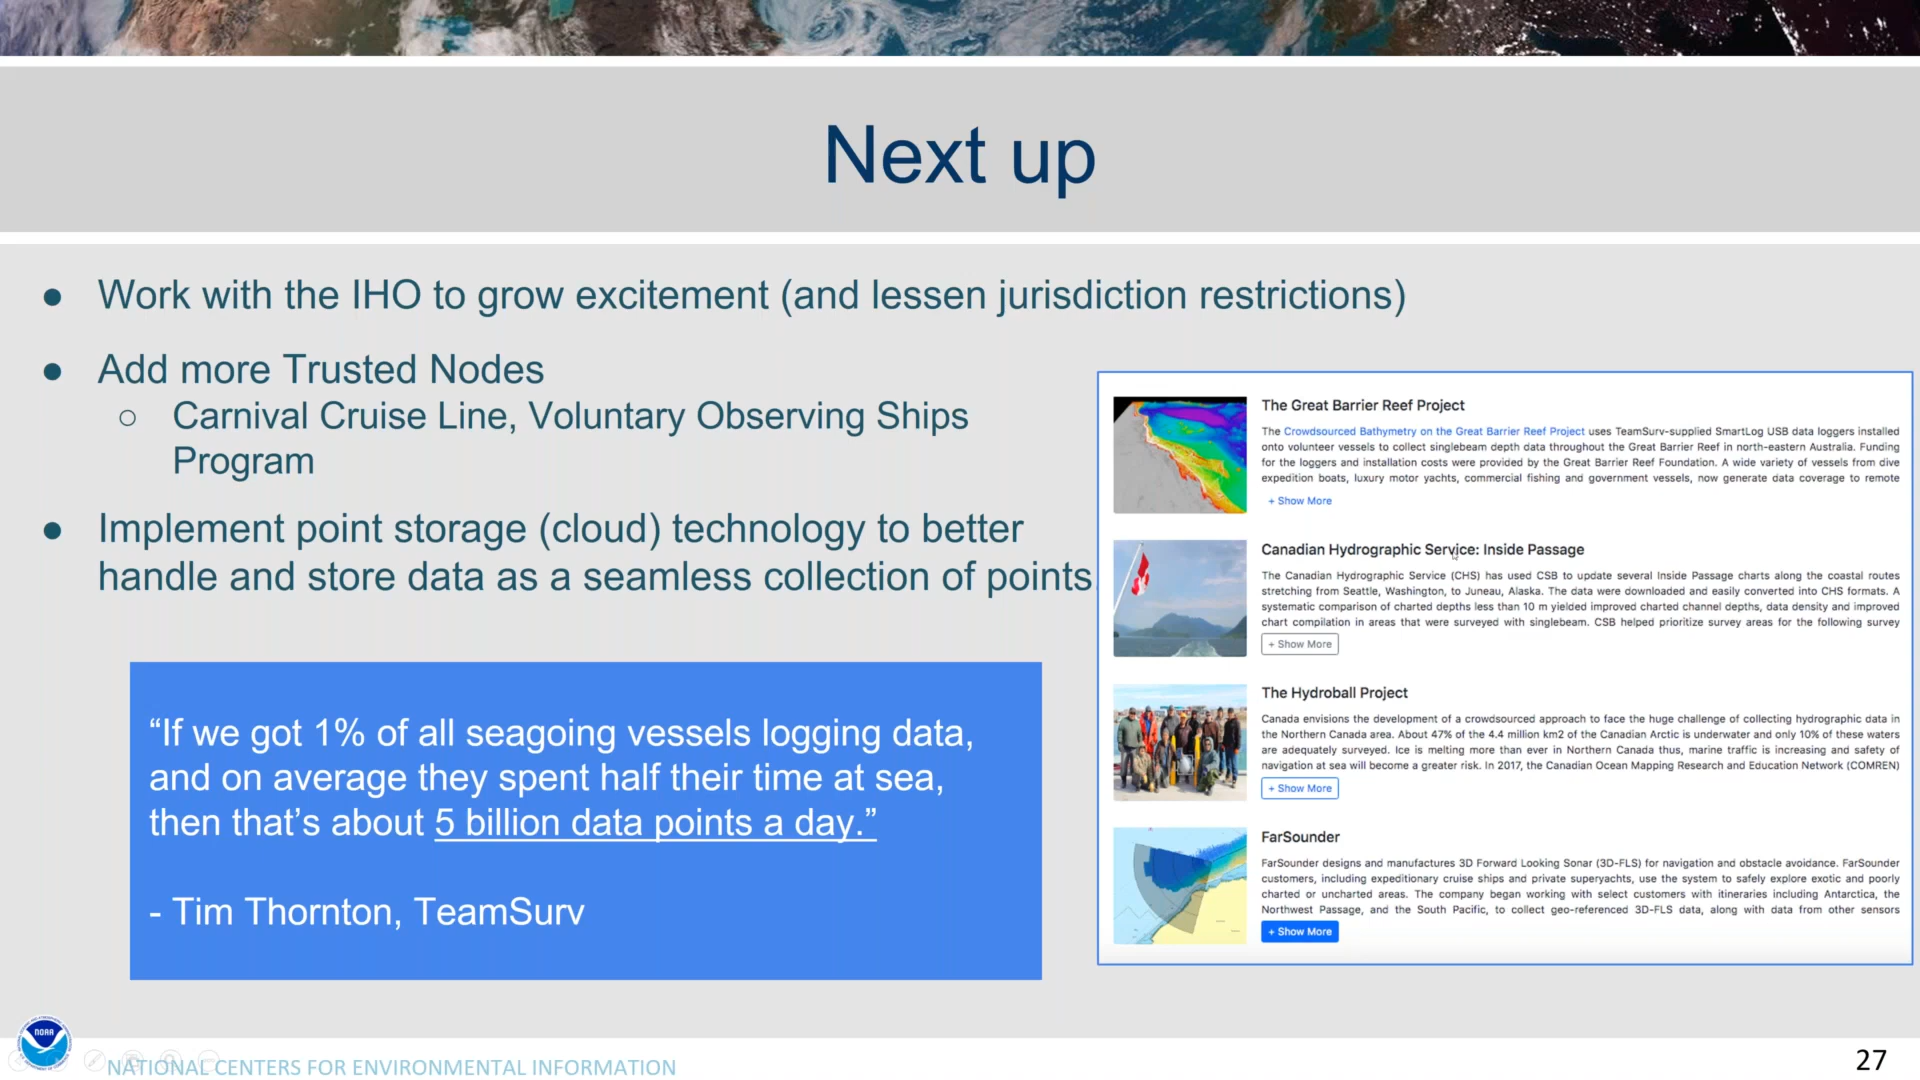 Next up
● Work with the IHO to grow excitement (and lessen jurisdiction restrictions)
● Add more Trusted Nodes
○ Carnival Cruise Line, Voluntary Observing Ships
Program
● Implement point storage (cloud) technology to better
handle and store data as a seamless collection of points.
“If we got 1% of all seagoing vessels logging data,
and on average they spent half their time at sea,
then that’s about 5 billion data points a day.”
- Tim Thornton, TeamSurv
The Great Barrier Reef Project
The Crowdsourced Bathymetry on the Great Barrier Reef Project uses TeamSurv-supplied SmartLog USB data loggers installed
onto volunteer vessels to collect singlebeam depth data throughout the Great Barrier Reef in north-eastern Australia. Funding
for the loggers and installation costs were provided by the Great Barrier Reef Foundation. A wide variety of vessels from dive
expedition boats, luxury motor yachts, commercial fishing and government vessels, now generate data coverage to remote
+ Show More
Canadian Hydrographic Service: Inside Passage
The Canadian Hydrographic Service (CHS) has used CSB to update several Inside Passage charts along the coastal routes
stretching from Seattle, Washington, to Juneau, Alaska. The data were downloaded and easily converted into CHS formats. A
systematic comparison of charted depths less than 10 m yielded improved charted channel depths, data density and improved
chart compilation in areas that were surveyed with singlebeam. CSB helped prioritize survey areas for the following survey
+ Show More
The Hydroball Project
Canada envisions the development of a crowdsourced approach to face the huge challenge of collecting hydrographic data in
the Northern Canada area. About 47% of the 4.4 million km2 of the Canadian Arctic is underwater and only 10% of these waters
are adequately surveyed. Ice is melting more than ever in Northern Canada thus, marine traffic is increasing and safety of
navigation at sea will become a greater risk. In 2017, the Canadian Ocean Mapping Research and Education Network (COMREN)
+ Show More
FarSounder
FarSounder designs and manufactures 3D Forward Looking Sonar (3D-FLS) for navigation and obstacle avoidance. FarSounder
customers, including expeditionary cruise ships and private superyachts, use the system to safely explore exotic and poorly
charted or uncharted areas. The company began working with select customers with itineraries including Antarctica, the
Northwest Passage, and the South Pacific, to collect geo-referenced 3D-FLS data, along with data from other sensors
+ Show More
NOAA
NATIONAL CENTERS FOR ENVIRONMENTAL INFORMATION
27